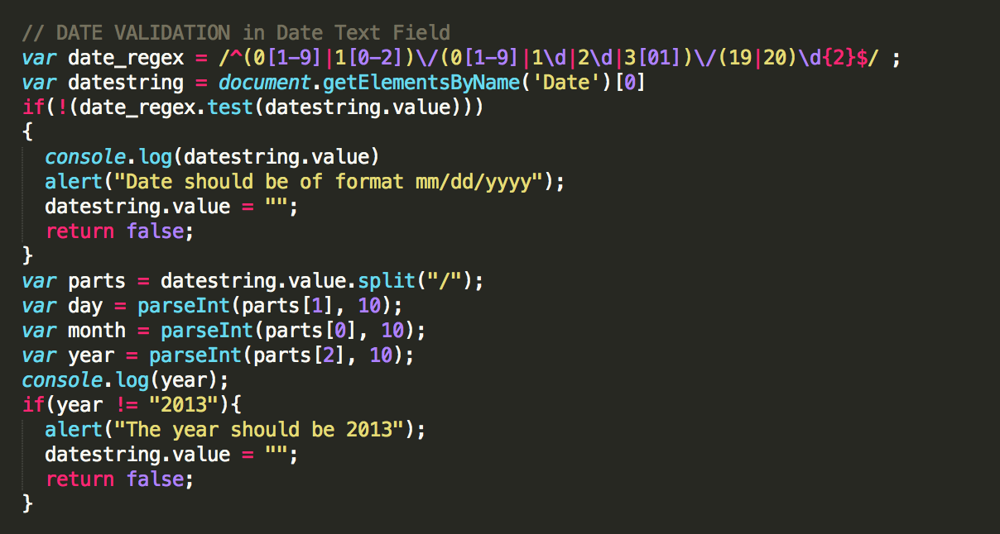 // DATE VALIDATION in Date Text Field
var date_regex = /^(0[1-9]|1[0-2])\/(0[1-9]|1\d|2\d|3[01])\/(19|20)\d{2}$/ ;
var datestring = document.getElementsByName('Date')[0]
if(!(date_regex.test(datestring.value)))
{
  console.log(datestring.value)
  alert("Date should be of format mm/dd/yyyy");
  datestring.value = "";
  return false;
}
var parts = datestring.value.split("/");
var day = parseInt(parts[1], 10);
var month = parseInt(parts[0], 10);
var year = parseInt(parts[2], 10);
console.log(year);
if(year != "2013"){
  alert("The year should be 2013");
  datestring.value = "";
  return false;
}